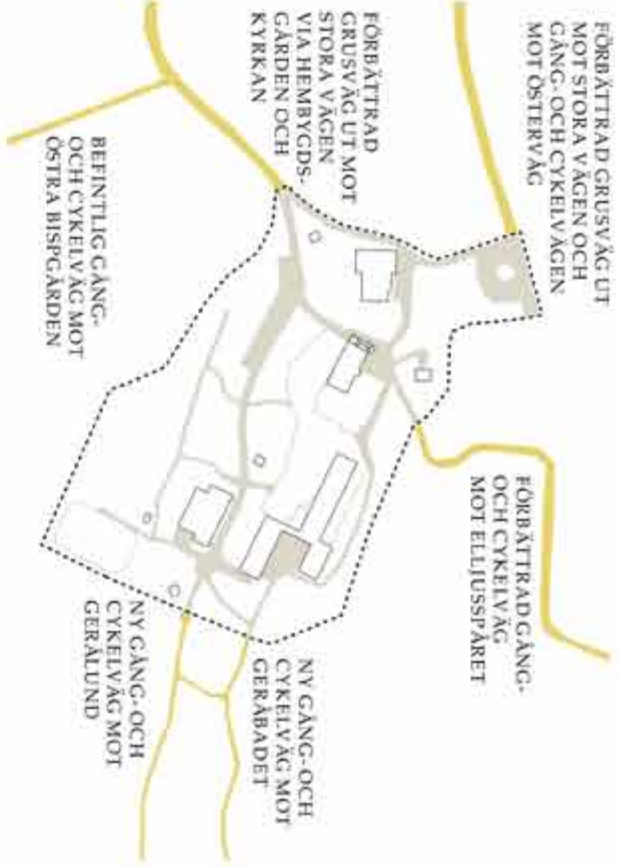 FÖRBÄTTRAD GRUSVÄG UT
MOT STORA VÄGEN OCH
GÅNG- OCH CYKELVÄGEN
MOT ÖSTERVÅG
FÖRBÄTTRAD GÅNG-
OCH CYKELVÄG
MOT ELLJUSSPÅRET
NY GÅNG- OCH
CYKELVÄG MOT
GERÅBADET
FÖRBÄTTRAD
GRUSVÄG UT MOT
STORA VÄGEN
VIA HEMBYGDS-
GÅRDEN OCH
KYRKAN
BEFINTLIG GÅNG-
OCH CYKELVÄG MOT
ÖSTRA BISPGÅRDEN
NY GÅNG- OCH
CYKELVÄG MOT
GERÅLUND